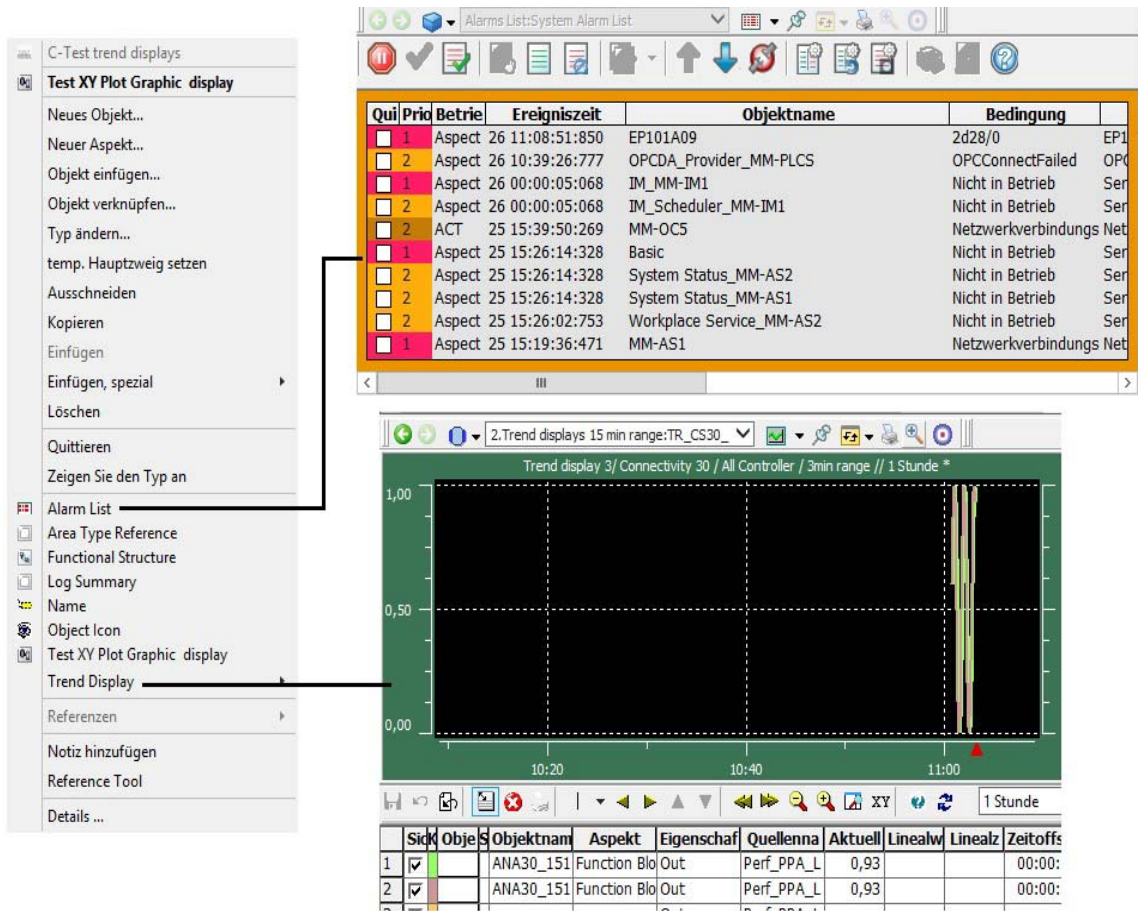 C-Test trend displays
Test XY Plot Graphic display
Neues Objekt...
Neuer Aspekt...
Objekt einfügen...
Objekt verknüpfen...
Typ ändern...
temp. Hauptzweig setzen
Ausschneiden
Kopieren
Einfügen
Einfügen, spezial
Löschen
Quittieren
Zeigen Sie den Typ an
Alarm List
Area Type Reference
Functional Structure
Log Summary
Name
Object Icon
Test XY Plot Graphic display
Trend Display
Referenzen
Notiz hinzufügen
Reference Tool
Details ...
Alarms List:System Alarm List
Qui Prio Betrie Ereigniszeit Objektname Bedingung
1 Aspect 26 11:08:51:850 EP101A09 2d28/0 EP1
2 Aspect 26 10:39:26:777 OPCDA_Provider_MM-PLCS OPCConnectFailed OPC
1 Aspect 26 00:00:05:068 IM_MM-IM1 Nicht in Betrieb Ser
2 Aspect 26 00:00:05:068 IM_Scheduler_MM-IM1 Nicht in Betrieb Ser
2 ACT 25 15:39:50:269 MM-OC5 Netzwerkverbindungs Net
1 Aspect 25 15:26:14:328 Basic Nicht in Betrieb Ser
2 Aspect 25 15:26:14:328 System Status_MM-AS2 Nicht in Betrieb Ser
2 Aspect 25 15:26:14:328 System Status_MM-AS1 Nicht in Betrieb Ser
2 Aspect 25 15:26:02:753 Workplace Service_MM-AS2 Nicht in Betrieb Ser
1 Aspect 25 15:19:36:471 MM-AS1 Netzwerkverbindungs Net
2.Trend displays 15 min range:TR_CS30_
Trend display 3/ Connectivity 30 / All Controller / 3min range // 1 Stunde *
1,00
0,50
0,00
10:20 10:40 11:00
XY 1 Stunde
Sic K Obje S Objektnam Aspekt Eigenschaf Quellenna Aktuell Linealw Linealz Zeitoffs
1 ANA30_151 Function Blo Out Perf_PPA_L 0,93 00:00:
2 ANA30_151 Function Blo Out Perf_PPA_L 0,93 00:00: